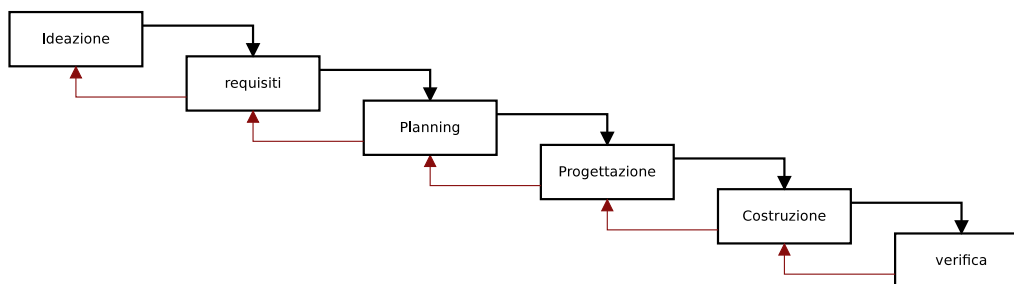 Ideazione
requisiti
Planning
Progettazione
Costruzione
verifica